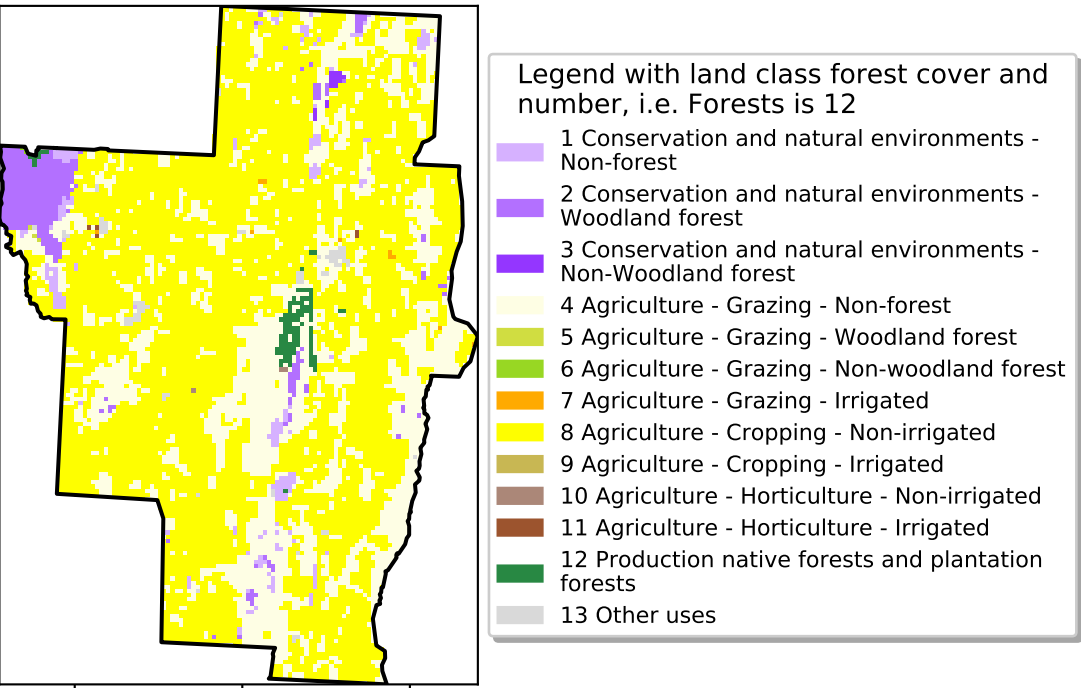 Legend with land class forest cover and
number, i.e. Forests is 12
1 Conservation and natural environments -
Non-forest
2 Conservation and natural environments -
Woodland forest
3 Conservation and natural environments -
Non-Woodland forest
4 Agriculture - Grazing - Non-forest
5 Agriculture - Grazing - Woodland forest
6 Agriculture - Grazing - Non-woodland forest
7 Agriculture - Grazing - Irrigated
8 Agriculture - Cropping - Non-irrigated
9 Agriculture - Cropping - Irrigated
10 Agriculture - Horticulture - Non-irrigated
11 Agriculture - Horticulture - Irrigated
12 Production native forests and plantation
forests
13 Other uses